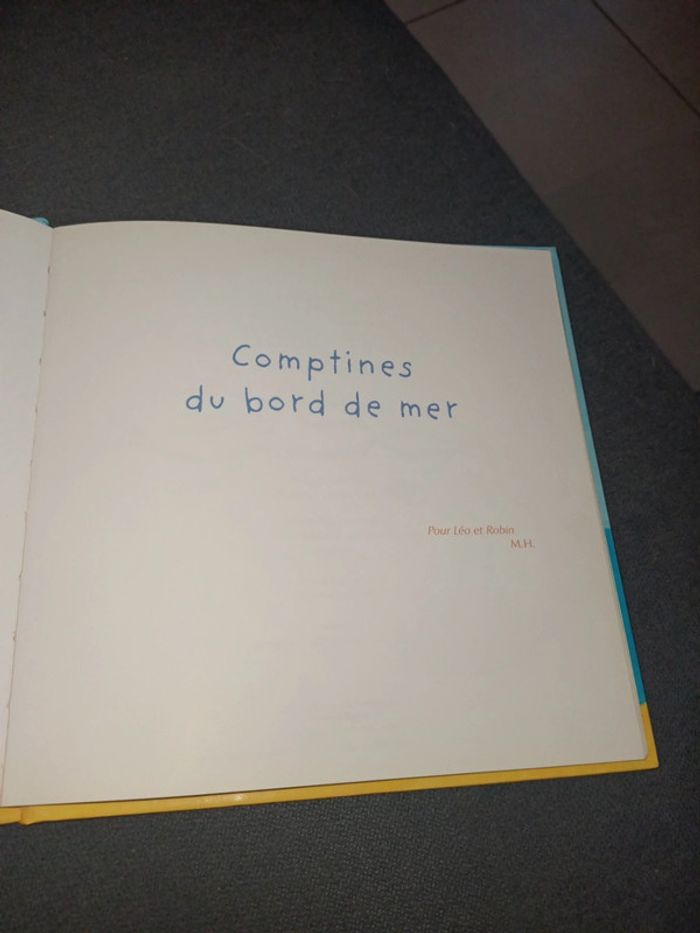 Comptines
du bord de mer
Pour Léo et Robin
M.H.